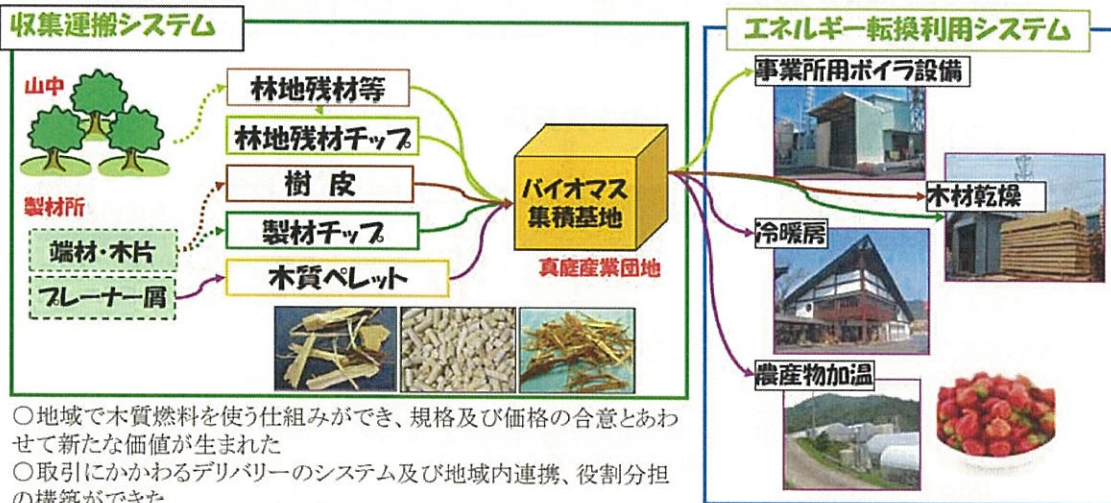 収集運搬システム
山中
林地残材等
林地残材チップ
樹皮
製材所
製材チップ
端材・木片
木質ペレット
プレーナー屑
バイオマス
集積基地
真庭産業団地
エネルギー転換利用システム
事業所用ボイラ設備
木材乾燥
冷暖房
農産物加温
○地域で木質燃料を使う仕組みができ、規格及び価格の合意とあわ
せて新たな価値が生まれた
○取引にかかわるデリバリーのシステム及び地域内連携、役割分担
の構築ができた